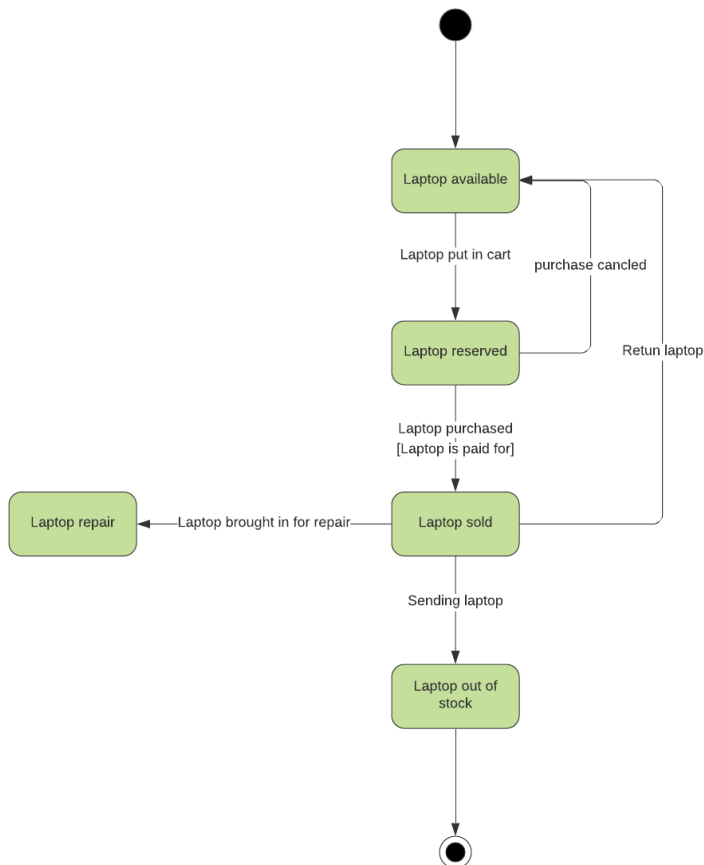 Laptop available
Laptop put in cart
purchase cancled
Laptop reserved
Retun laptop
Laptop purchased
[Laptop is paid for]
Laptop repair
Laptop brought in for repair
Laptop sold
Sending laptop
Laptop out of
stock